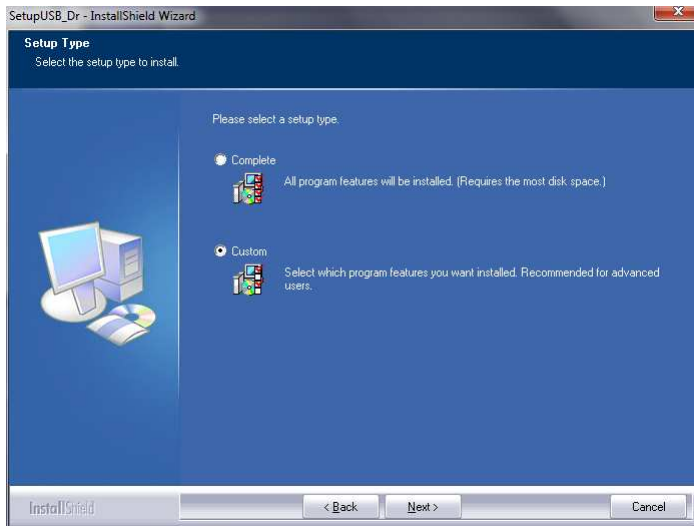 SetupUSB_Dr - InstallShield Wizard
Setup Type
Select the setup type to install.
Please select a setup type.
Complete
All program features will be installed. (Requires the most disk space.)
Custom
Select which program features you want installed. Recommended for advanced
users.
InstallShield
< Back
Next >
Cancel